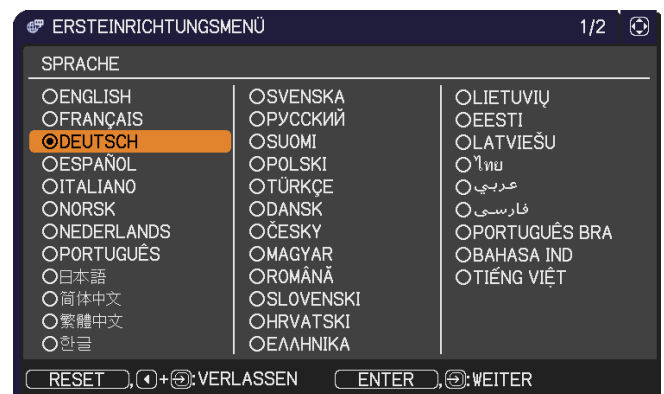 ERSTEINRICHTUNGSMENÜ 1/2
SPRACHE
ENGLISH
FRANÇAIS
DEUTSCH
ESPAÑOL
ITALIANO
NORSK
NEDERLANDS
PORTUGUÊS
日本語
简体中文
繁體中文
한글
SVENSKA
РУССКИЙ
SUOMI
POLSKI
TÜRKÇE
DANSK
ČESKY
MAGYAR
ROMÂNĂ
SLOVENSKI
HRVATSKI
ΕΛΛΗΝΙΚΑ
LIETUVIŲ
EESTI
LATVIEŠU
ไทย
عربي
فارسی
PORTUGUÊS BRA
BAHASA IND
TIẾNG VIỆT
RESET , + :VERLASSEN ENTER , :WEITER